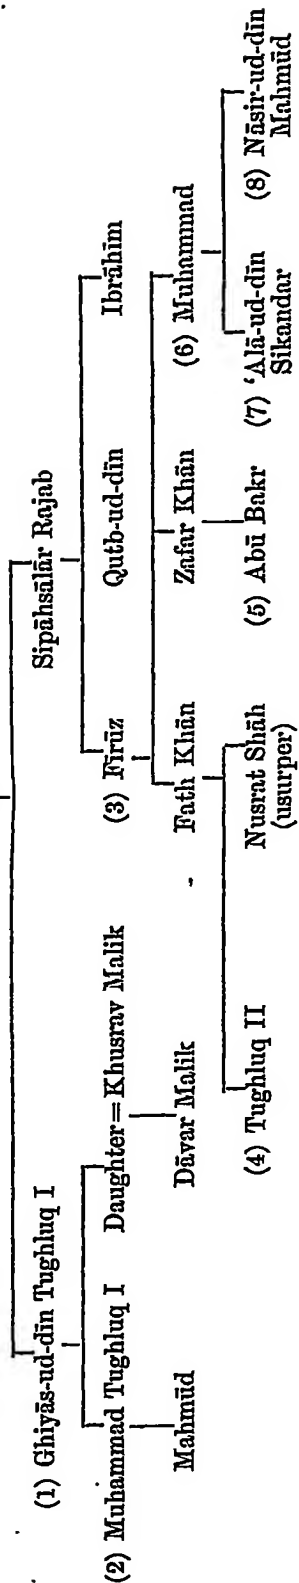 (1) Ghiyās-ud-dīn Tughluq I Sipāhsālār Rajab
(2) Muhammad Tughluq I Daughter=Khusrav Malik (3) Fīrūz Qutb-ud-dīn Ibrāhīm
Mahmūd Dāvar Malik Fath Khān Zafar Khān (6) Muhammad
(4) Tughluq II Nusrat Shāh (5) Abū Bakr (7) ‘Alā-ud-dīn (8) Nāsir-ud-dīn
(usurper) Sikandar Mahmūd